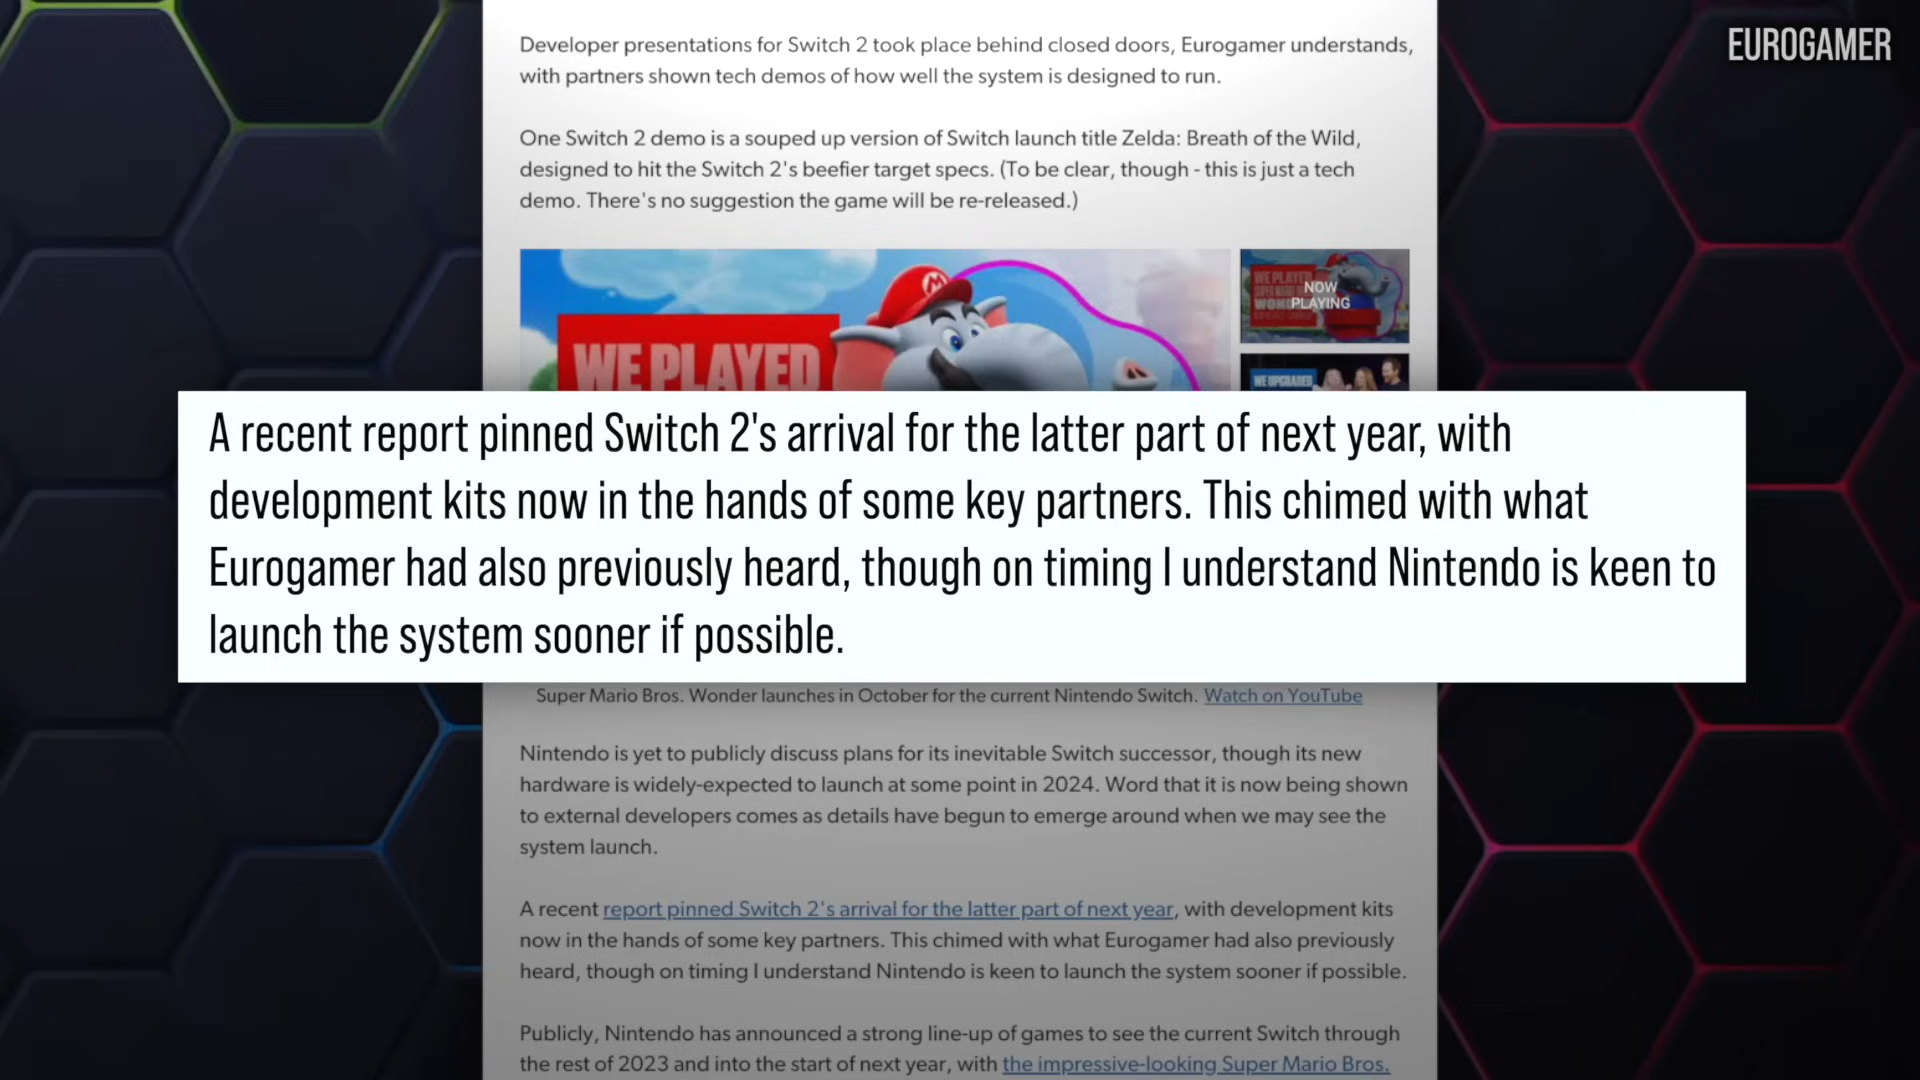 EUROGAMER
Developer presentations for Switch 2 took place behind closed doors, Eurogamer understands,
with partners shown tech demos of how well the system is designed to run.
One Switch 2 demo is a souped up version of Switch launch title Zelda: Breath of the Wild,
designed to hit the Switch 2's beefier target specs. (To be clear, though - this is just a tech
demo. There's no suggestion the game will be re-released.)
WE PLAYED
WE PLAYED
NOW
PLAYING
WE UPGRADED
A recent report pinned Switch 2's arrival for the latter part of next year, with
development kits now in the hands of some key partners. This chimed with what
Eurogamer had also previously heard, though on timing I understand Nintendo is keen to
launch the system sooner if possible.
Super Mario Bros. Wonder launches in October for the current Nintendo Switch. Watch on YouTube
Nintendo is yet to publicly discuss plans for its inevitable Switch successor, though its new
hardware is widely-expected to launch at some point in 2024. Word that it is now being shown
to external developers comes as details have begun to emerge around when we may see the
system launch.
A recent report pinned Switch 2's arrival for the latter part of next year, with development kits
now in the hands of some key partners. This chimed with what Eurogamer had also previously
heard, though on timing I understand Nintendo is keen to launch the system sooner if possible.
Publicly, Nintendo has announced a strong line-up of games to see the current Switch through
the rest of 2023 and into the start of next year, with the impressive-looking Super Mario Bros.